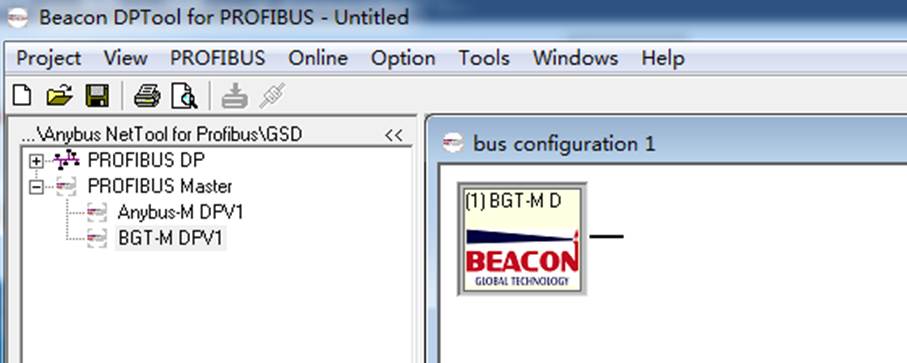 Beacon DPTool for PROFIBUS - Untitled
Project View PROFIBUS Online Option Tools Windows Help
...\Anybus NetTool for Profibus\GSD <<
PROFIBUS DP
PROFIBUS Master
Anybus-M DPV1
BGT-M DPV1
bus configuration 1
(1) BGT-M D
BEACON
GLOBAL TECHNOLOGY